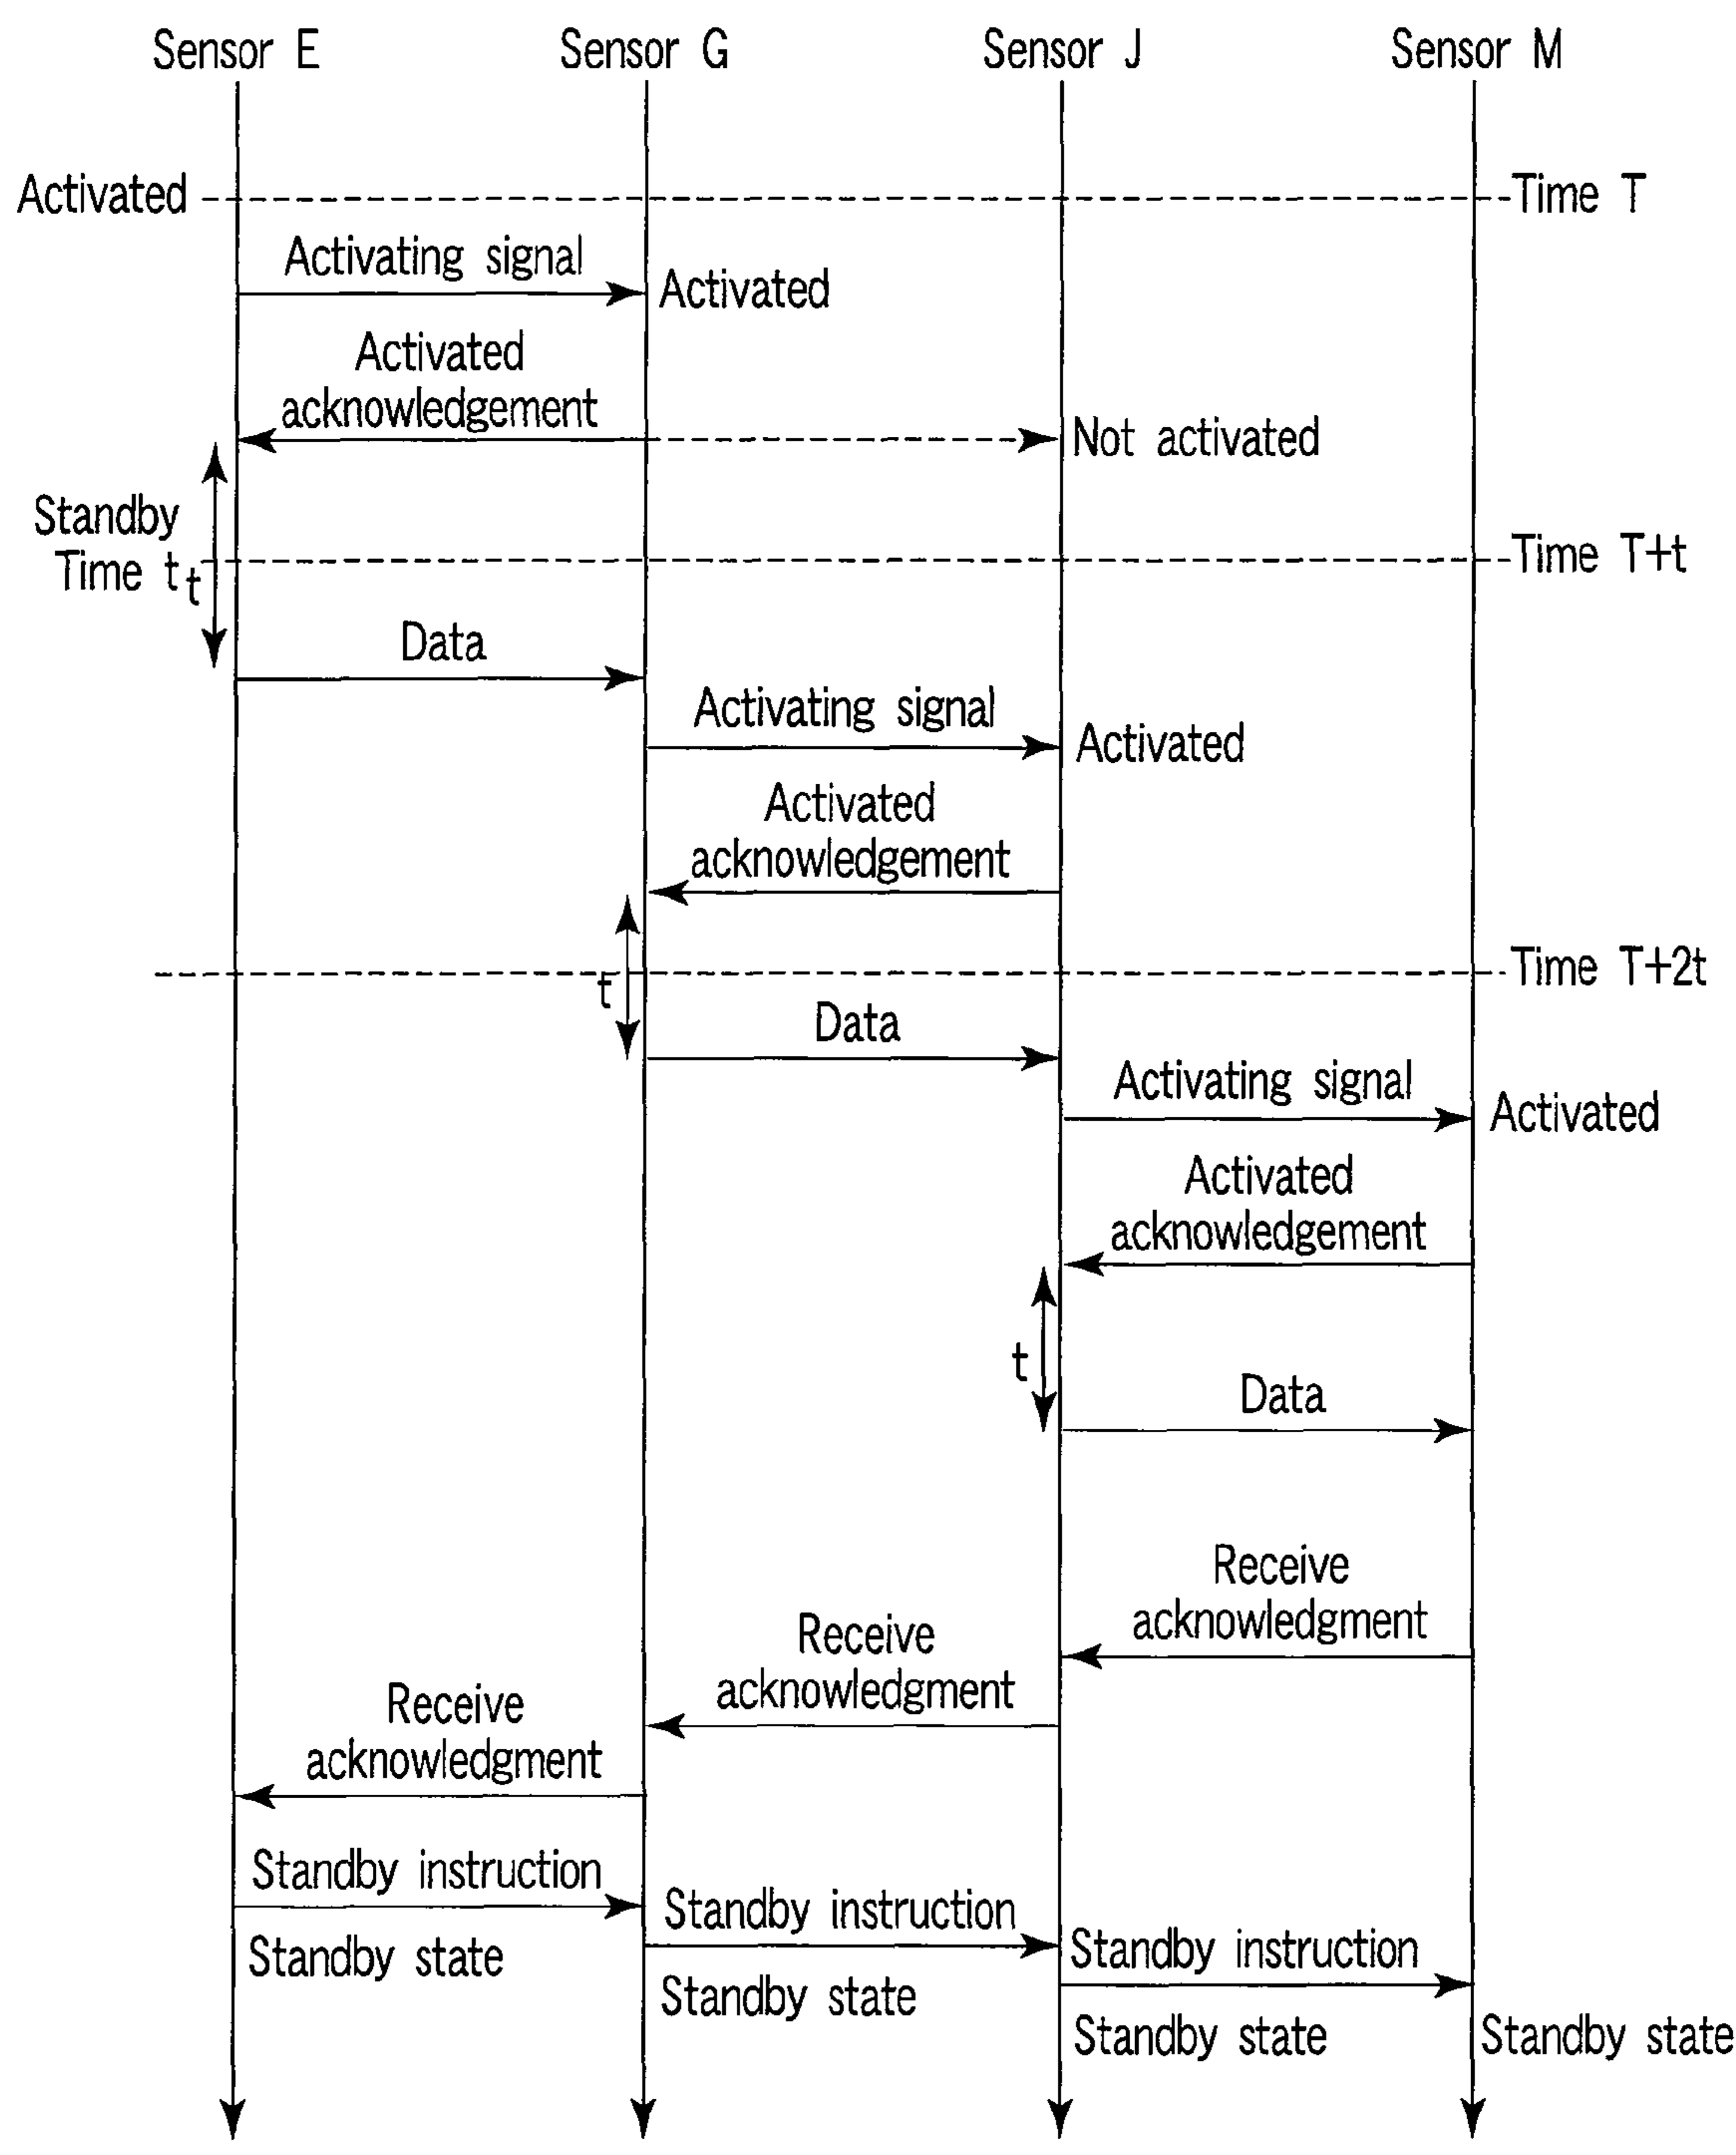 Sensor E
Sensor G
Sensor J
Sensor M
Activated
Time T
Activating signal
Activated
Activated
acknowledgement
Not activated
Standby
Time t
t
Time T+t
Data
Activating signal
Activated
Activated
acknowledgement
Time T+2t
t
Data
Activating signal
Activated
Activated
acknowledgement
t
Data
Receive
acknowledgment
Receive
acknowledgment
Receive
acknowledgment
Standby instruction
Standby instruction
Standby instruction
Standby state
Standby state
Standby state
Standby state